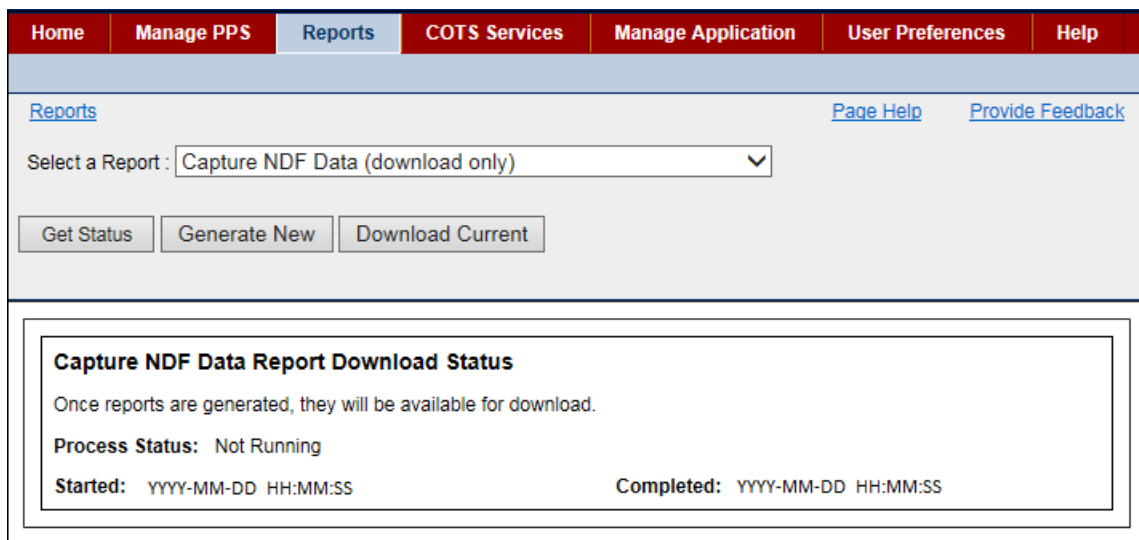 Home Manage PPS Reports COTS Services Manage Application User Preferences Help
Reports Page Help Provide Feedback
Select a Report : Capture NDF Data (download only)
Get Status Generate New Download Current
Capture NDF Data Report Download Status
Once reports are generated, they will be available for download.
Process Status: Not Running
Started: YYYY-MM-DD HH:MM:SS Completed: YYYY-MM-DD HH:MM:SS